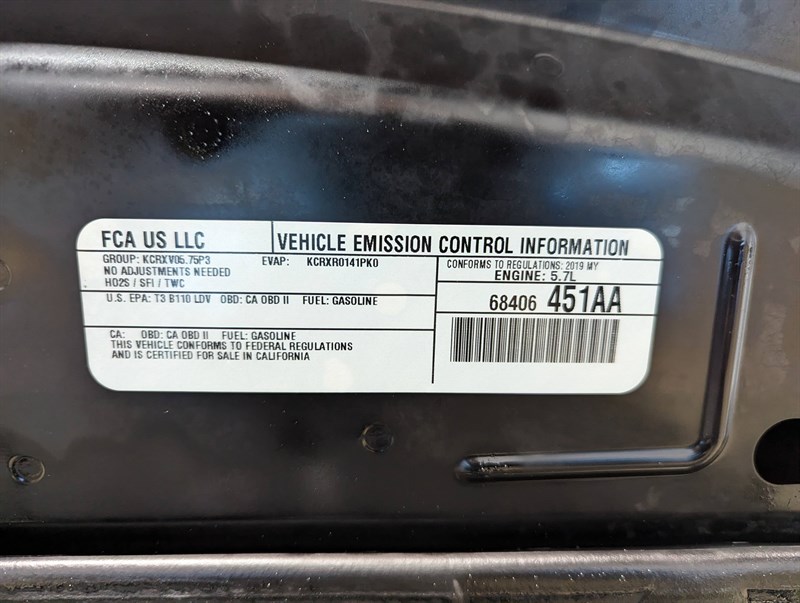 FCA US LLC
VEHICLE EMISSION CONTROL INFORMATION
GROUP: KCRXV05.75P3 EVAP: KCRXR0141PK0
NO ADJUSTMENTS NEEDED
HO2S / SFI / TWC
CONFORMS TO REGULATIONS: 2019 MY
ENGINE: 5.7L
U.S. EPA: T3 B110 LDV OBD: CA OBD II FUEL: GASOLINE
68406 451AA
CA: OBD: CA OBD II FUEL: GASOLINE
THIS VEHICLE CONFORMS TO FEDERAL REGULATIONS
AND IS CERTIFIED FOR SALE IN CALIFORNIA